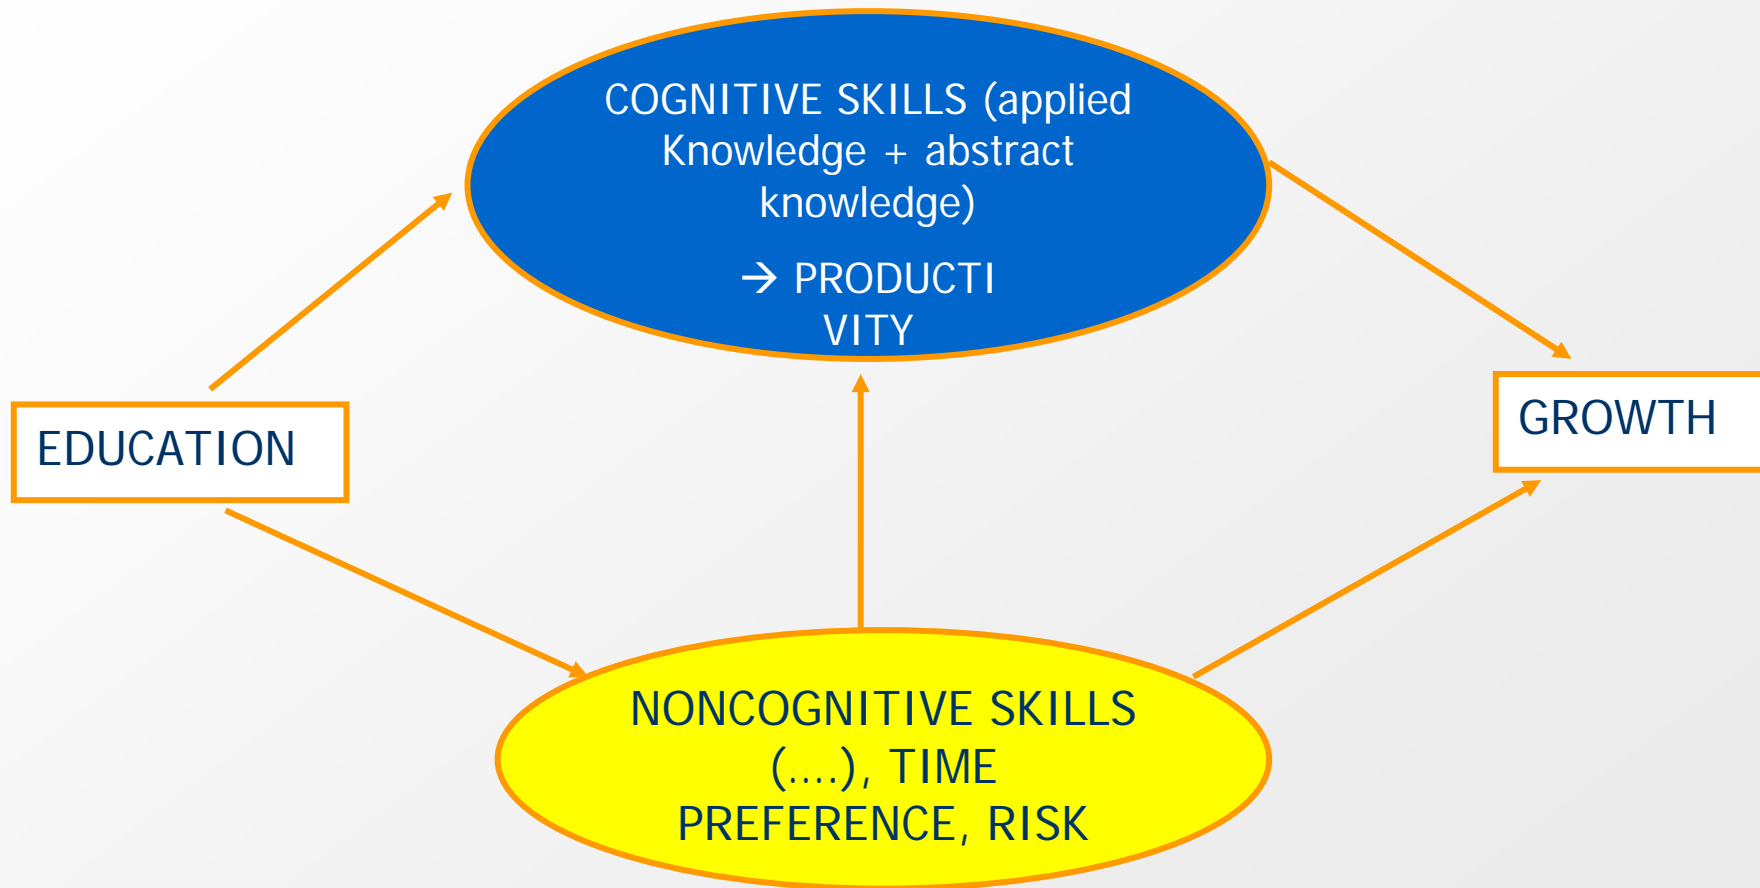 COGNITIVE SKILLS (applied
Knowledge + abstract
knowledge)
→ PRODUCTI
VITY
EDUCATION
GROWTH
NONCOGNITIVE SKILLS
(....), TIME
PREFERENCE, RISK